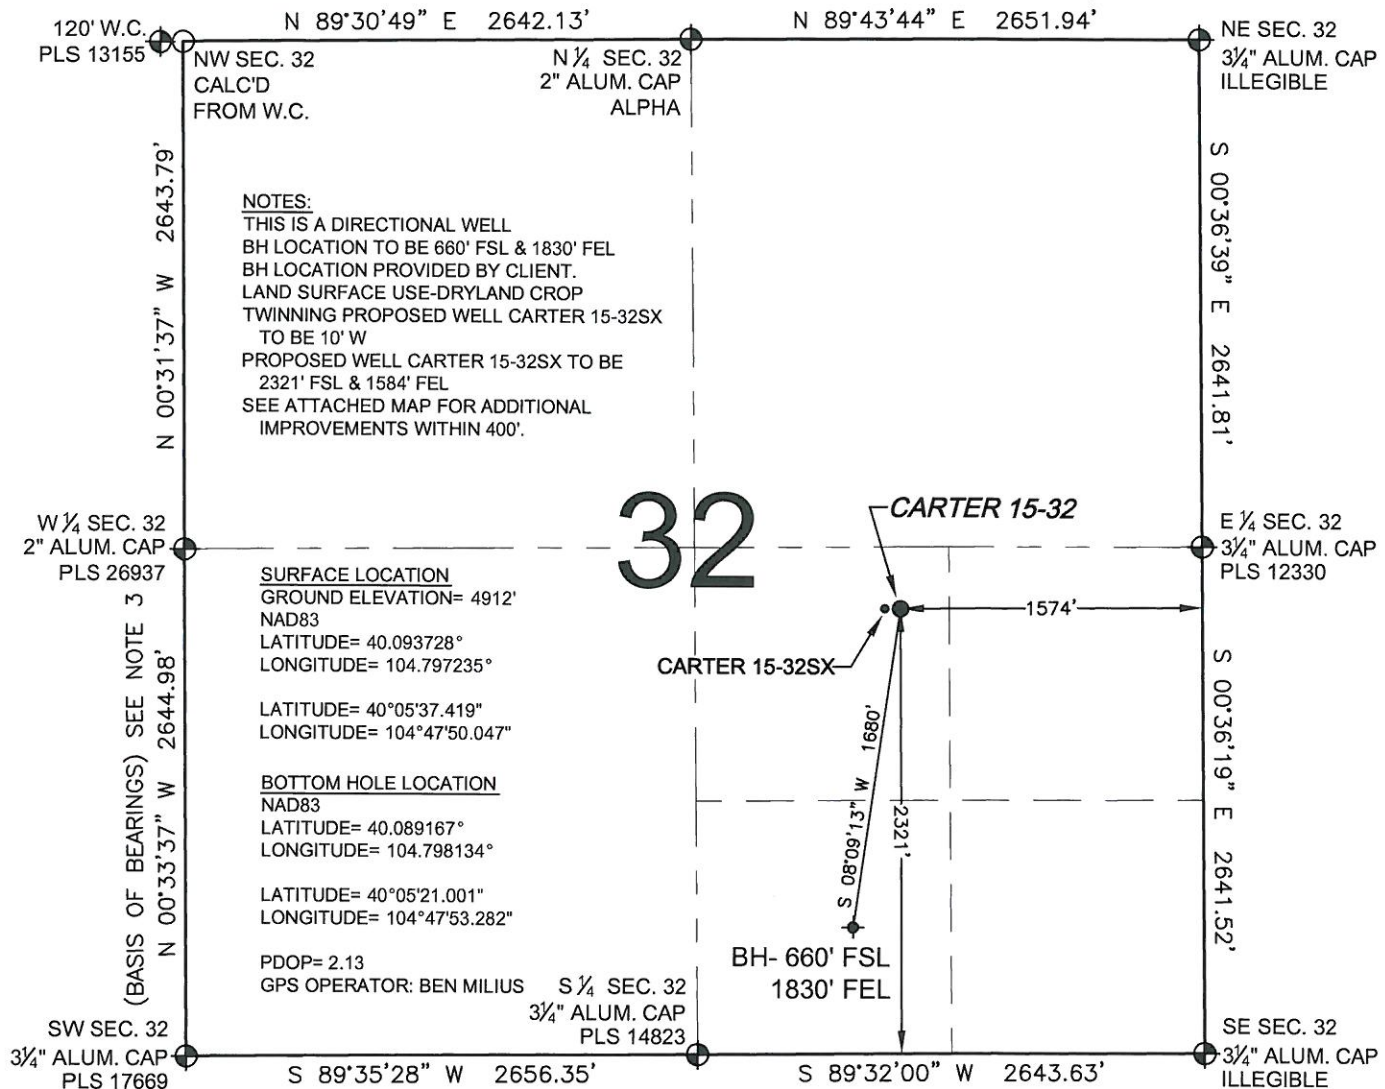 N 89°30'49" E 2642.13'
N 89°43'44" E 2651.94'
120' W.C.
PLS 13155
NW SEC. 32
CALC'D
FROM W.C.
N ¼ SEC. 32
2" ALUM. CAP
ALPHA
NE SEC. 32
3¼" ALUM. CAP
ILLEGIBLE
N 00°31'37" W 2643.79'
S 00°36'39" E 2641.81'
NOTES:
THIS IS A DIRECTIONAL WELL
BH LOCATION TO BE 660' FSL & 1830' FEL
BH LOCATION PROVIDED BY CLIENT.
LAND SURFACE USE-DRYLAND CROP
TWINNING PROPOSED WELL CARTER 15-32SX
TO BE 10' W
PROPOSED WELL CARTER 15-32SX TO BE
2321' FSL & 1584' FEL
SEE ATTACHED MAP FOR ADDITIONAL
IMPROVEMENTS WITHIN 400'.
32
CARTER 15-32
W ¼ SEC. 32
2" ALUM. CAP
PLS 26937
E ¼ SEC. 32
3¼" ALUM. CAP
PLS 12330
SURFACE LOCATION
GROUND ELEVATION= 4912'
NAD83
LATITUDE= 40.093728°
LONGITUDE= 104.797235°
LATITUDE= 40°05'37.419"
LONGITUDE= 104°47'50.047"
1574'
CARTER 15-32SX
(BASIS OF BEARINGS) SEE NOTE 3
N 00°33'37" W 2644.98'
S 00°36'19" E 2641.52'
S 08°09'13" W 1680'
2321'
BOTTOM HOLE LOCATION
NAD83
LATITUDE= 40.089167°
LONGITUDE= 104.798134°
LATITUDE= 40°05'21.001"
LONGITUDE= 104°47'53.282"
PDOP= 2.13
GPS OPERATOR: BEN MILIUS
BH- 660' FSL
1830' FEL
S ¼ SEC. 32
3¼" ALUM. CAP
PLS 14823
SW SEC. 32
3¼" ALUM. CAP
PLS 17669
SE SEC. 32
3¼" ALUM. CAP
ILLEGIBLE
S 89°35'28" W 2656.35'
S 89°32'00" W 2643.63'